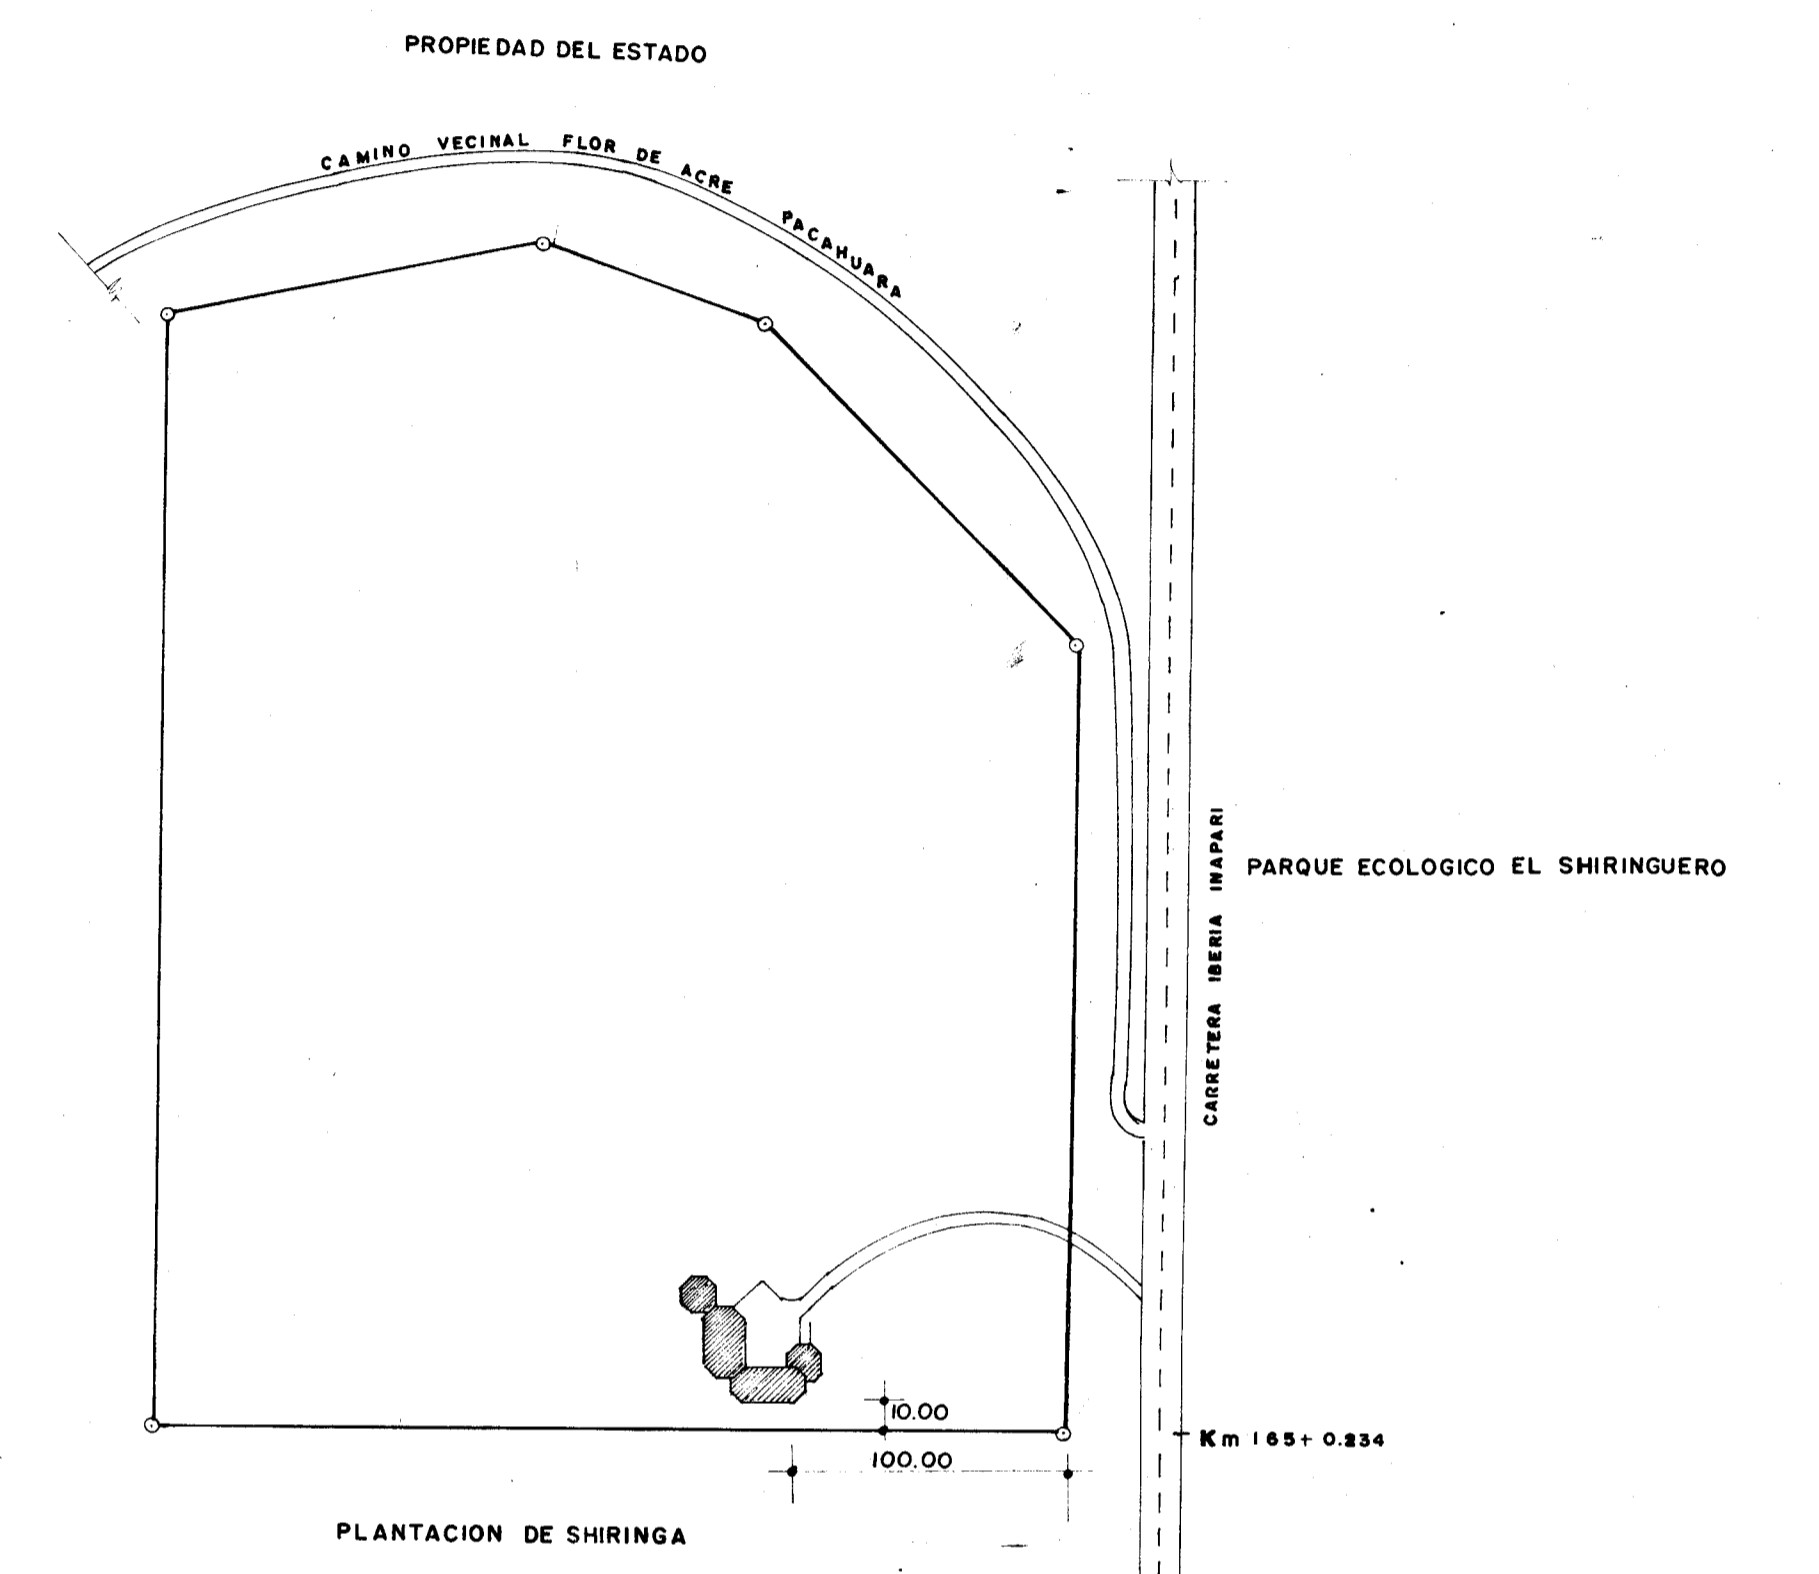 PROPIEDAD DEL ESTADO
CAMINO VECINAL FLOR DE ACRE PACAHUARA
CARRETERA IBERIA INAPARI
PARQUE ECOLOGICO EL SHIRINGUERO
10.00
Km 165+ 0.234
100.00
PLANTACION DE SHIRINGA